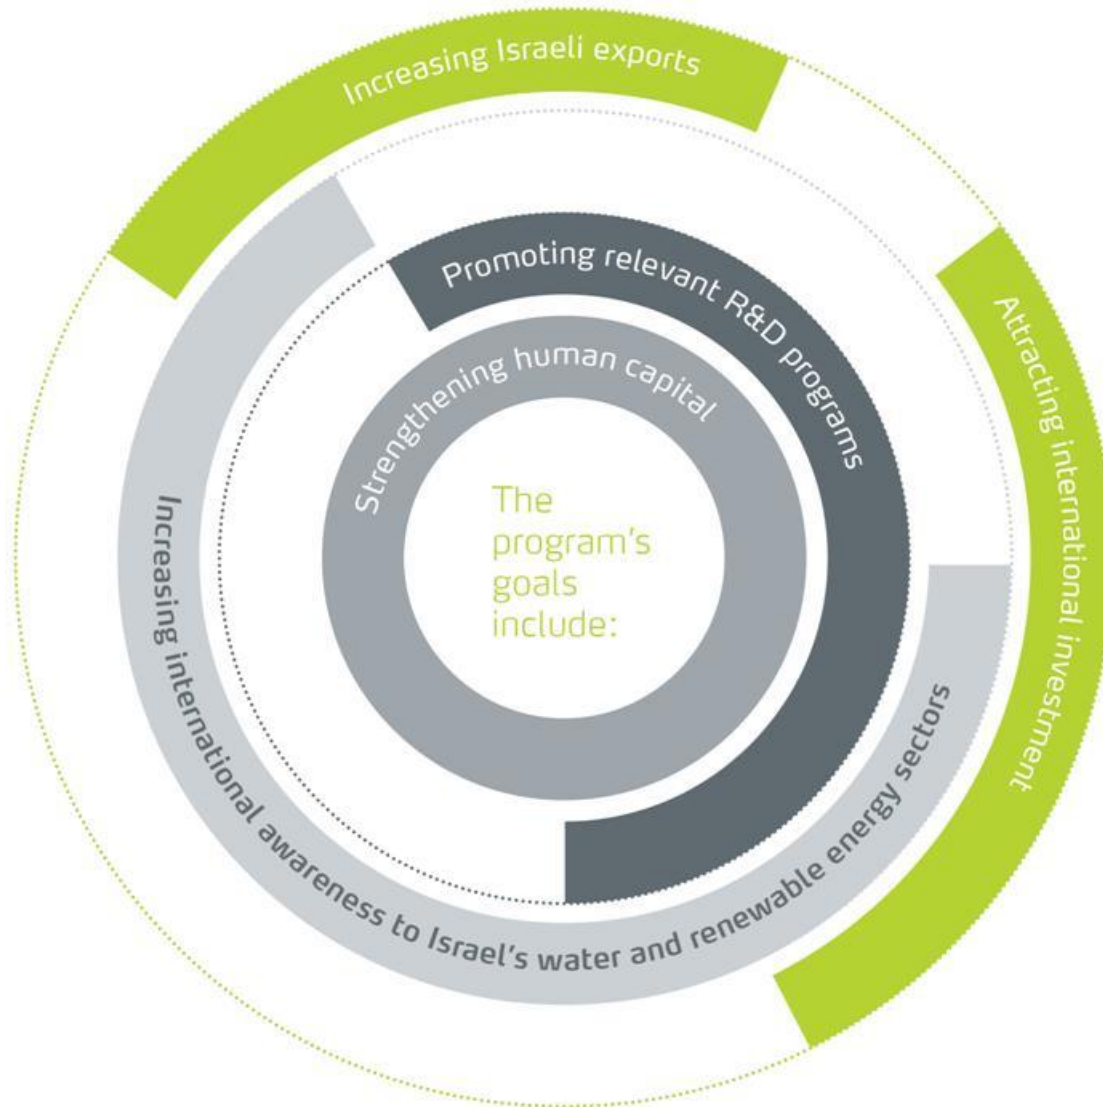 Increasing Israeli exports
Attracting international investment
Increasing international awareness to Israel's water and renewable energy sectors
Promoting relevant R&D programs
Strengthening human capital
The
program's
goals
include: